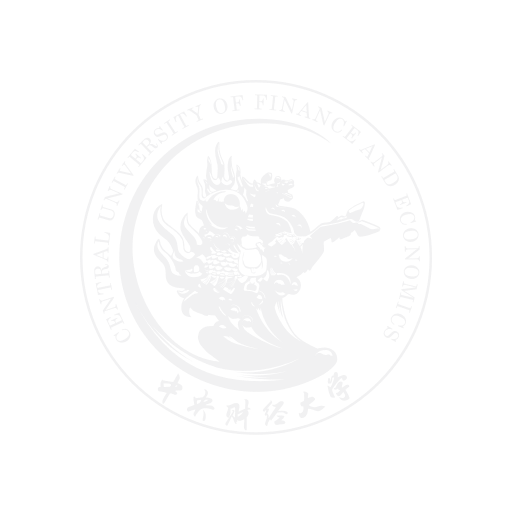 CENTRAL UNIVERSITY OF FINANCE AND ECONOMICS
中央财经大学